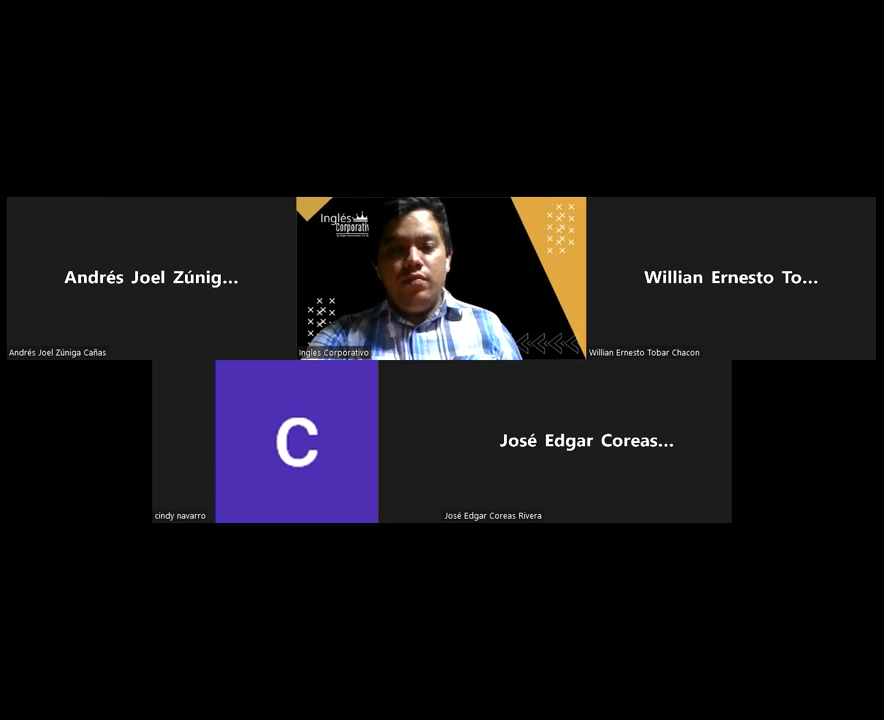 Andrés Joel Zúnig...
Inglés
Corporativ
Willian Ernesto To...
Andrés Joel Zúniga Cañas
Ingles Corporativo
Willian Ernesto Tobar Chacon
C
José Edgar Coreas...
cindy navarro
José Edgar Coreas Rivera